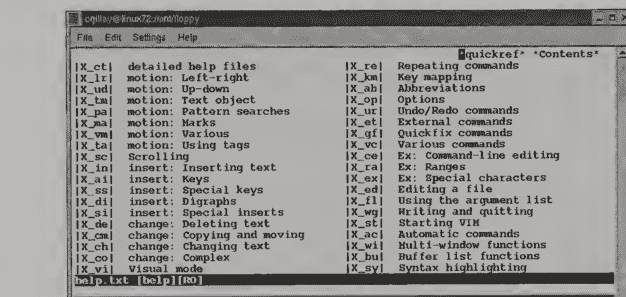 @linux72:/mnt/floppy
File Edit Settings Help
*quickref* *Contents*
|X_ct| detailed help files |X_re| Repeating commands
|X_lr| motion: Left-right |X_km| Key mapping
|X_ud| motion: Up-down |X_ab| Abbreviations
|X_tm| motion: Text object |X_op| Options
|X_pa| motion: Pattern searches |X_ur| Undo/Redo commands
|X_ma| motion: Marks |X_et| External commands
|X_vm| motion: Various |X_gf| Quickfix commands
|X_ta| motion: Using tags |X_vc| Various commands
|X_sc| Scrolling |X_ce| Ex: Command-line editing
|X_in| insert: Inserting text |X_ra| Ex: Ranges
|X_ai| insert: Keys |X_ex| Ex: Special characters
|X_ss| insert: Special keys |X_ed| Editing a file
|X_di| insert: Digraphs |X_fl| Using the argument list
|X_si| insert: Special inserts |X_wq| Writing and quitting
|X_de| change: Deleting text |X_st| Starting VIM
|X_cm| change: Copying and moving |X_ac| Automatic commands
|X_ch| change: Changing text |X_wi| Multi-window functions
|X_co| change: Complex |X_bu| Buffer list functions
|X_vi| Visual mode |X_sy| Syntax highlighting
help.txt [help][RO]